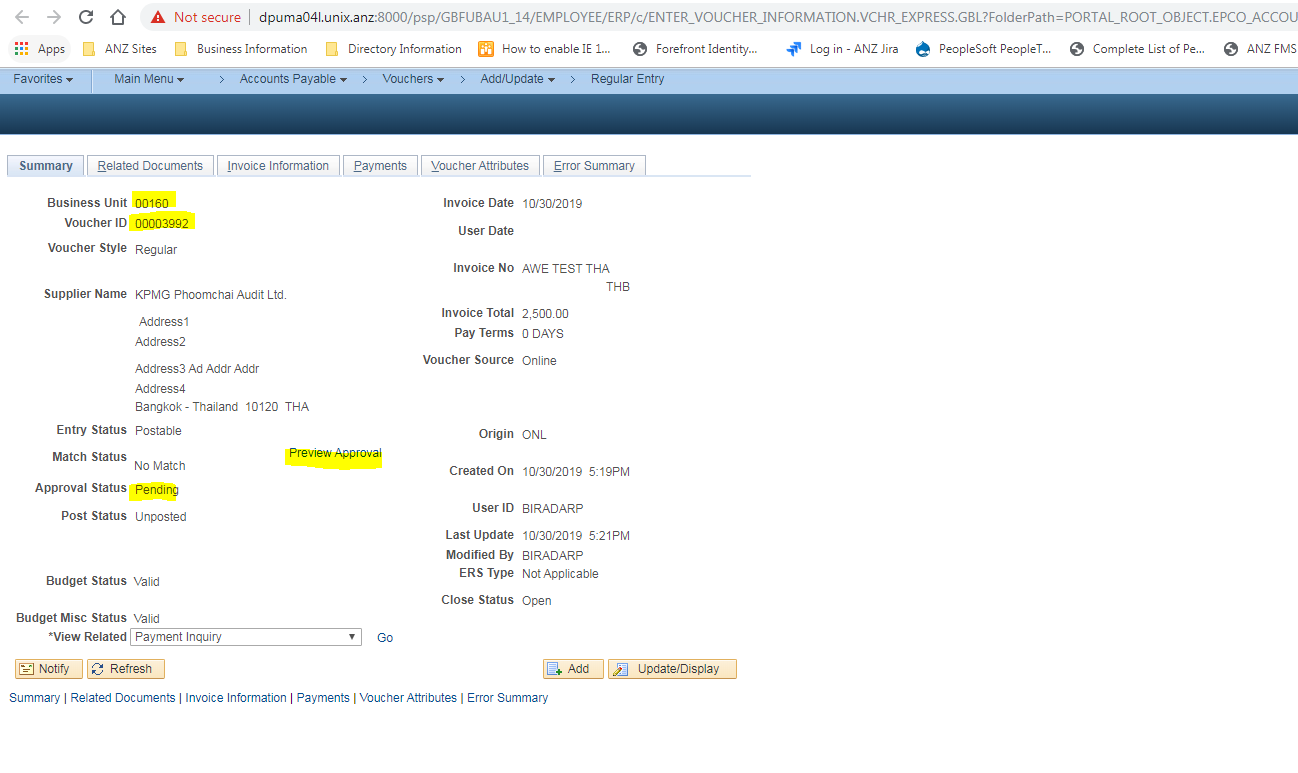 Not secure | dpuma04l.unix.anz:8000/psp/GBFUBAU1_14/EMPLOYEE/ERP/c/ENTER_VOUCHER_INFORMATION.VCHR_EXPRESS.GBL?FolderPath=PORTAL_ROOT_OBJECT.EPCO_ACCOU
Apps ANZ Sites Business Information Directory Information How to enable IE 1... Forefront Identity... Log in - ANZ Jira PeopleSoft PeopleT... Complete List of Pe... ANZ FMS
Favorites Main Menu > Accounts Payable > Vouchers > Add/Update > Regular Entry
Summary Related Documents Invoice Information Payments Voucher Attributes Error Summary
Business Unit 00160 Invoice Date 10/30/2019
Voucher ID 00003992
User Date
Voucher Style Regular
Invoice No AWE TEST THA
THB
Supplier Name KPMG Phoomchai Audit Ltd.
Invoice Total 2,500.00
Address1
Pay Terms 0 DAYS
Address2
Voucher Source Online
Address3 Ad Addr Addr
Address4
Bangkok - Thailand 10120 THA
Entry Status Postable
Origin ONL
Match Status No Match Preview Approval
Created On 10/30/2019 5:19PM
Approval Status Pending
User ID BIRADARP
Post Status Unposted
Last Update 10/30/2019 5:21PM
Modified By BIRADARP
ERS Type Not Applicable
Budget Status Valid
Close Status Open
Budget Misc Status Valid
*View Related Payment Inquiry Go
Notify Refresh Add Update/Display
Summary | Related Documents | Invoice Information | Payments | Voucher Attributes | Error Summary